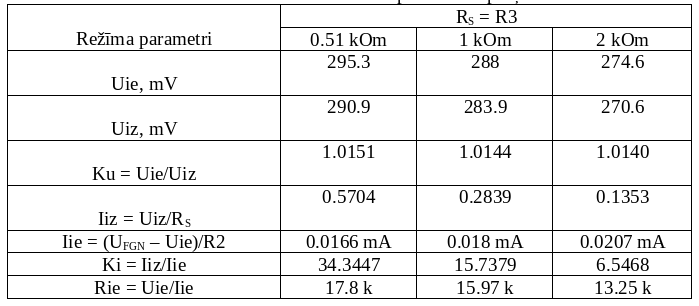 R_S = R3
Režīma parametri 0.51 kOm 1 kOm 2 kOm
295.3 288 274.6
Uie, mV
290.9 283.9 270.6
Uiz, mV
1.0151 1.0144 1.0140
Ku = Uie/Uiz
0.5704 0.2839 0.1353
Iiz = Uiz/R_S
Iie = (U_FGN – Uie)/R2 0.0166 mA 0.018 mA 0.0207 mA
Ki = Iiz/Iie 34.3447 15.7379 6.5468
Rie = Uie/Iie 17.8 k 15.97 k 13.25 k